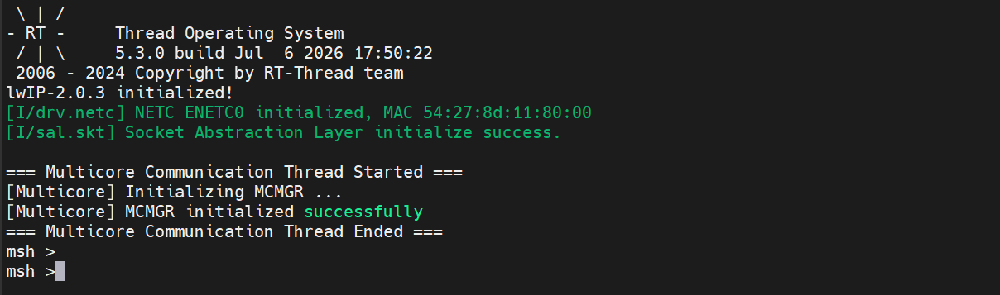 \ | /
- RT -     Thread Operating System
 / | \     5.3.0 build Jul  6 2026 17:50:22
 2006 - 2024 Copyright by RT-Thread team
lwIP-2.0.3 initialized!
[I/drv.netc] NETC ENETC0 initialized, MAC 54:27:8d:11:80:00
[I/sal.skt] Socket Abstraction Layer initialize success.

=== Multicore Communication Thread Started ===
[Multicore] Initializing MCMGR ...
[Multicore] MCMGR initialized successfully
=== Multicore Communication Thread Ended ===
msh >
msh >